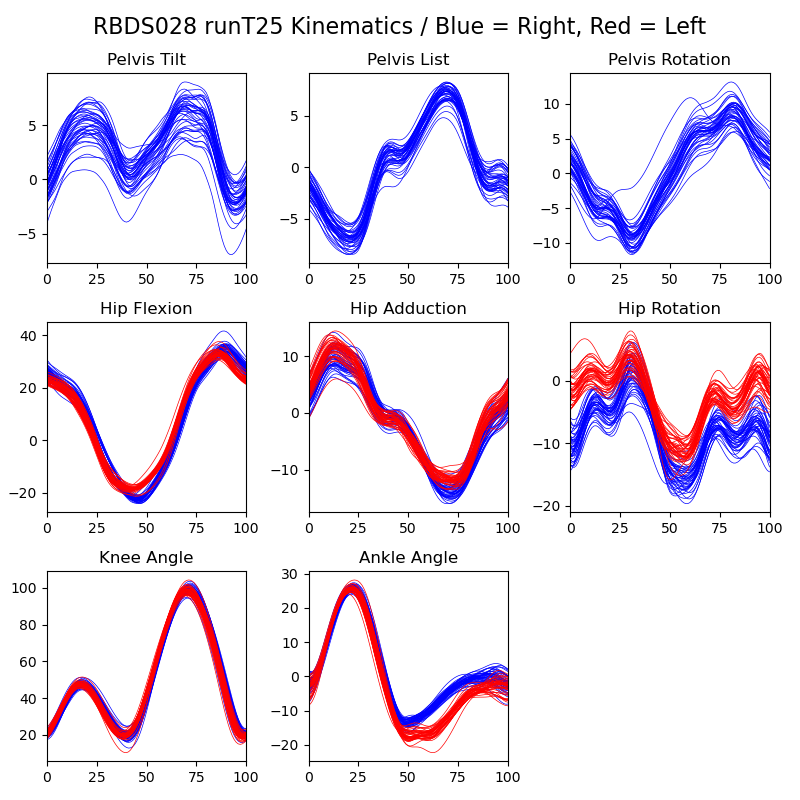 RBDS028 runT25 Kinematics / Blue = Right, Red = Left
Pelvis Tilt
Pelvis List
Pelvis Rotation
5
0
−5
0 25 50 75 100
5
0
−5
0 25 50 75 100
10
5
0
−5
−10
0 25 50 75 100
Hip Flexion
Hip Adduction
Hip Rotation
40
20
0
−20
0 25 50 75 100
10
0
−10
0 25 50 75 100
0
−10
−20
0 25 50 75 100
Knee Angle
Ankle Angle
100
80
60
40
20
0 25 50 75 100
30
20
10
0
−10
−20
0 25 50 75 100